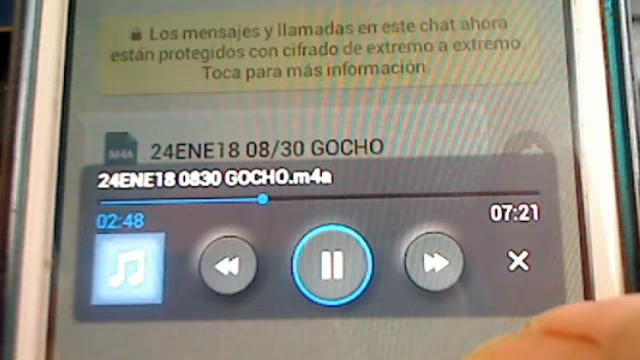 Los mensajes y llamadas en este chat ahora
están protegidos con cifrado de extremo a extremo.
Toca para más información.
M4A
24ENE18 08/30 GOCHO
24ENE18 0830 GOCHO.m4a
02:48
07:21